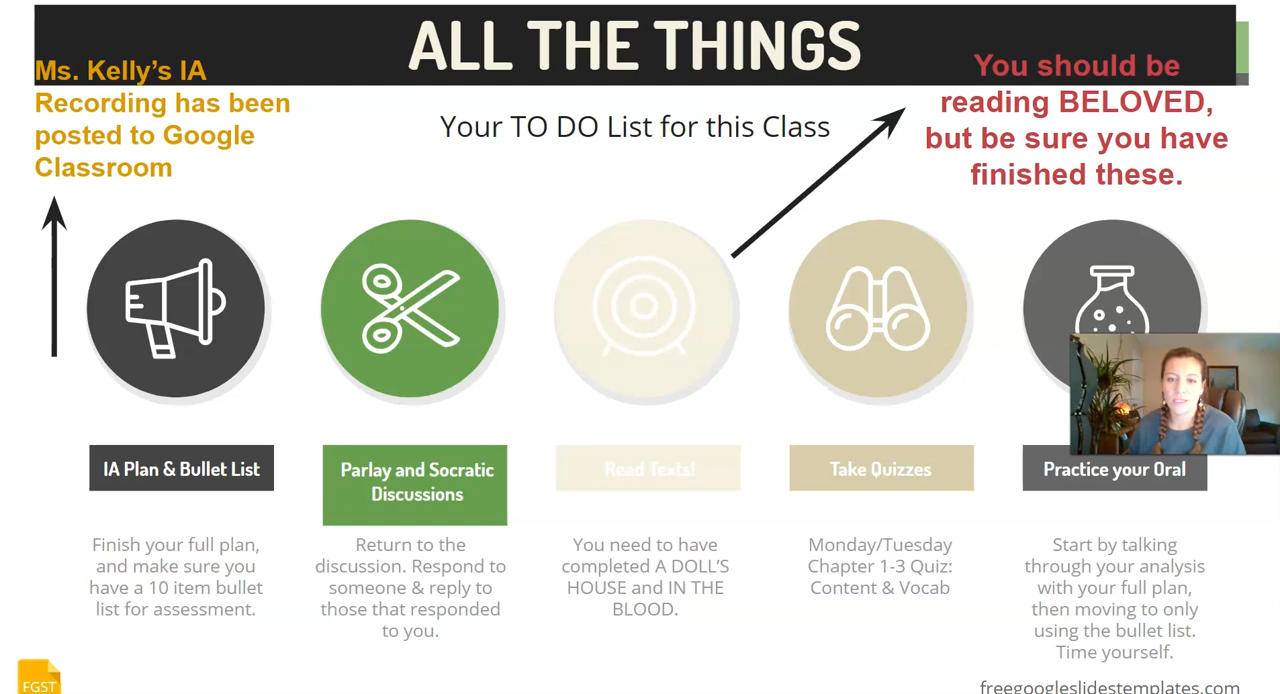 ALL THE THINGS
Ms. Kelly's IA
Recording has been
posted to Google
Classroom
Your TO DO List for this Class
You should be
reading BELOVED,
but be sure you have
finished these.
IA Plan & Bullet List
Finish your full plan,
and make sure you
have a 10 item bullet
list for assessment.
Parlay and Socratic
Discussions
Return to the
discussion. Respond to
someone & reply to
those that responded
to you.
Read Texts!
You need to have
completed A DOLL'S
HOUSE and IN THE
BLOOD.
Take Quizzes
Monday/Tuesday
Chapter 1-3 Quiz:
Content & Vocab
Practice your Oral
Start by talking
through your analysis
with your full plan,
then moving to only
using the bullet list.
Time yourself.
FGST
freegoogleslidestemplates.com